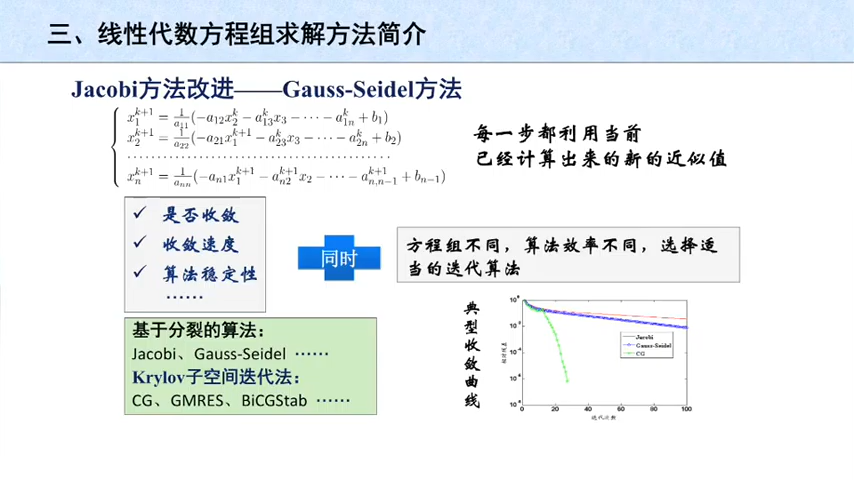 三、线性代数方程组求解方法简介
Jacobi方法改进——Gauss-Seidel方法
x_1^{k+1} = \frac{1}{a_{11}}(-a_{12}x_2^k - a_{13}^k x_3 - \cdots - a_{1n}^k + b_1)
x_2^{k+1} = \frac{1}{a_{22}}(-a_{21}x_1^{k+1} - a_{23}^k x_3 - \cdots - a_{2n}^k + b_2)
x_n^{k+1} = \frac{1}{a_{nn}}(-a_{n1}x_1^{k+1} - a_{n2}^{k+1} x_2 - \cdots - a_{n,n-1}^{k+1} + b_{n-1})
每一步都利用当前
已经计算出来的新的近似值
✓ 是否收敛
✓ 收敛速度
✓ 算法稳定性
……
同时
方程组不同，算法效率不同，选择适
当的迭代算法
基于分裂的算法：
Jacobi、Gauss-Seidel ……
Krylov子空间迭代法：
CG、GMRES、BiCGStab ……
典型收敛曲线
Jacobi
Gauss-Seidel
CG
0 20 40 60 80 100
迭代次数